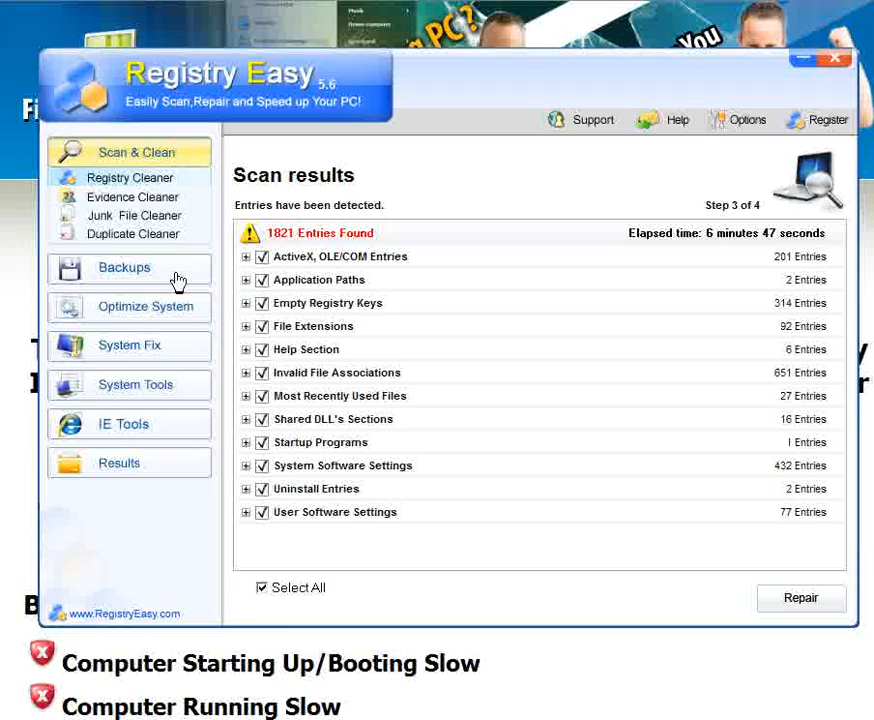 PC?
You
Fi
Registry Easy 5.6
Easily Scan,Repair and Speed up Your PC!
Support Help Options Register
Scan & Clean
Registry Cleaner
Evidence Cleaner
Junk File Cleaner
Duplicate Cleaner
Backups
Optimize System
System Fix
System Tools
IE Tools
Results
www.RegistryEasy.com
Scan results
Entries have been detected. Step 3 of 4
1821 Entries Found Elapsed time: 6 minutes 47 seconds
ActiveX, OLE/COM Entries 201 Entries
Application Paths 2 Entries
Empty Registry Keys 314 Entries
File Extensions 92 Entries
Help Section 6 Entries
Invalid File Associations 651 Entries
Most Recently Used Files 27 Entries
Shared DLL's Sections 16 Entries
Startup Programs 1 Entries
System Software Settings 432 Entries
Uninstall Entries 2 Entries
User Software Settings 77 Entries
Select All
Repair
Computer Starting Up/Booting Slow
Computer Running Slow